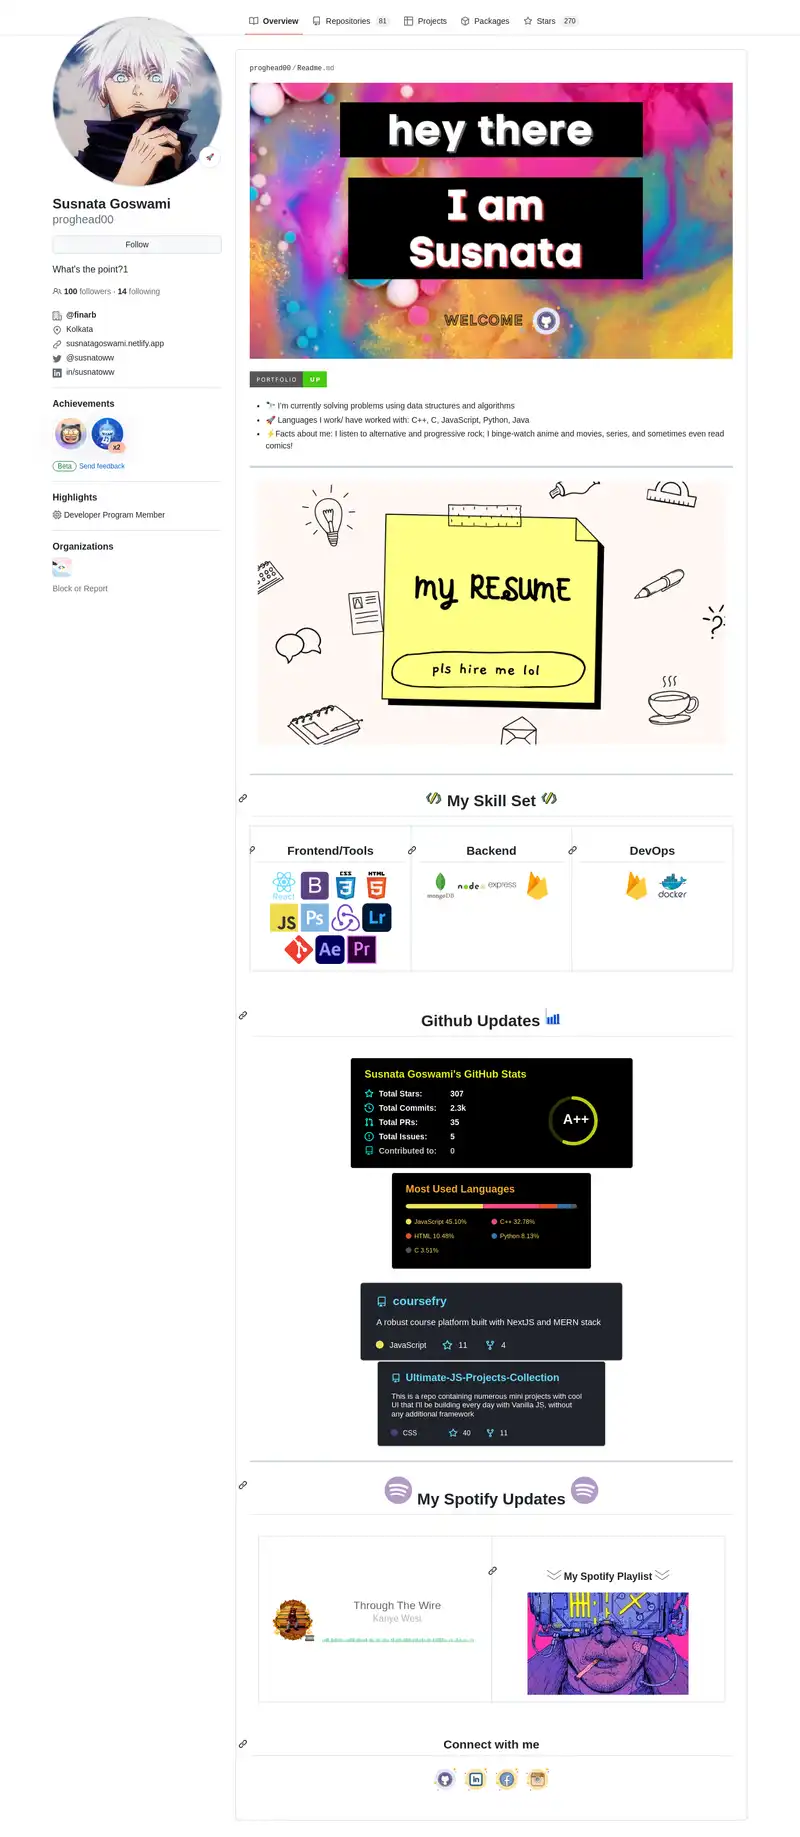 Overview
Repositories 81
Projects
Packages
Stars 270
Susnata Goswami
proghead00
Follow
What's the point?1
100 followers · 14 following
@finarb
Kolkata
susnatagoswami.netlify.app
@susnatoww
in/susnatoww
Achievements
x2
Beta Send feedback
Highlights
Developer Program Member
Organizations
Block or Report
proghead00/Readme.md
hey there
I am
Susnata
WELCOME
PORTFOLIO UP
🔭 I'm currently solving problems using data structures and algorithms
🚀 Languages I work/ have worked with: C++, C, JavaScript, Python, Java
⚡Facts about me: I listen to alternative and progressive rock; I binge-watch anime and movies, series, and sometimes even read
comics!
my RESUME
pls hire me lol
My Skill Set
Frontend/Tools
Backend
DevOps
React
B
CSS
3
HTML
5
JS
Ps
Lr
Ae
Pr
mongoDB
node
express
docker
Github Updates
Susnata Goswami's GitHub Stats
Total Stars: 307
Total Commits: 2.3k
Total PRs: 35
Total Issues: 5
Contributed to: 0
A++
Most Used Languages
JavaScript 45.10%
C++ 32.78%
HTML 10.48%
Python 8.13%
C 3.51%
coursefry
A robust course platform built with NextJS and MERN stack
JavaScript 11 4
Ultimate-JS-Projects-Collection
This is a repo containing numerous mini projects with cool
UI that I'll be building every day with Vanilla JS, without
any additional framework
CSS 40 11
My Spotify Updates
Through The Wire
Kanye West
My Spotify Playlist
Connect with me
in
f